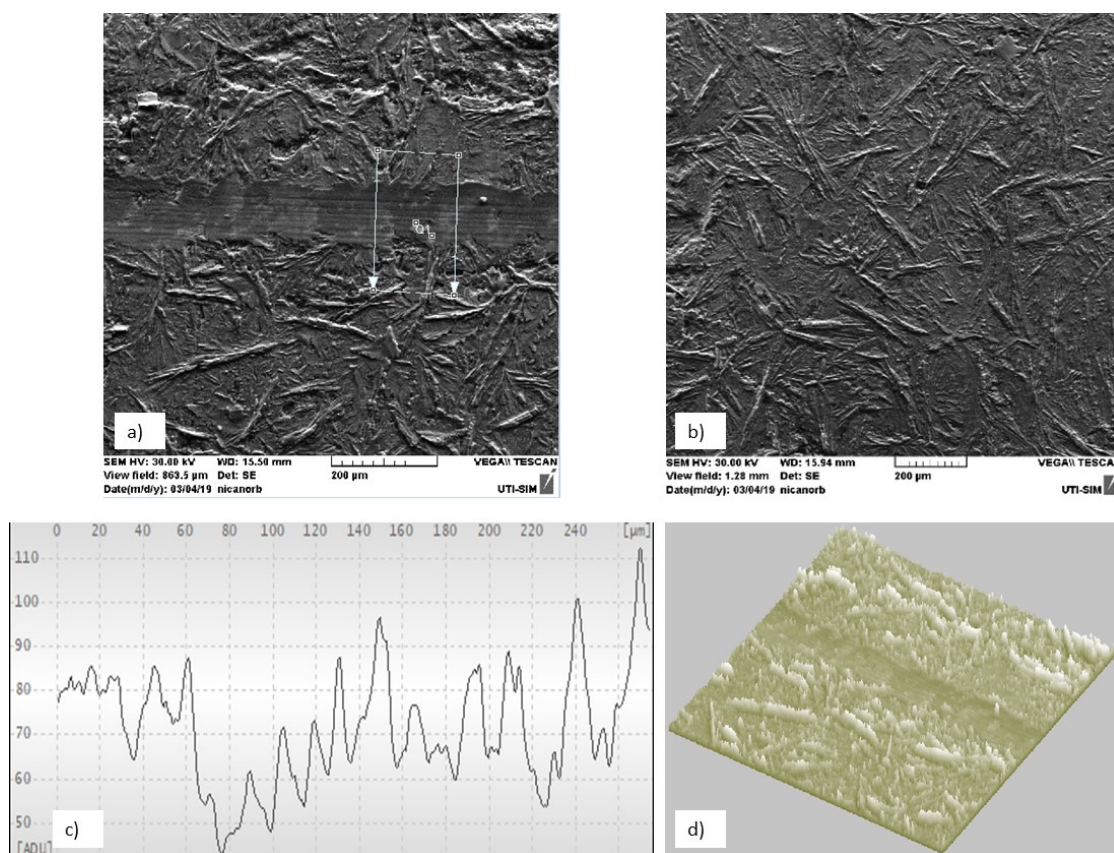 a)
SEM HV: 30.00 kV WD: 15.50 mm VEGA\\ TESCAN
View field: 863.5 µm Det: SE 200 µm
Date(m/d/y): 03/04/19 nicanorb UTI-SIM
b)
SEM HV: 30.00 kV WD: 15.94 mm VEGA\\ TESCAN
View field: 1.28 mm Det: SE 200 µm
Date(m/d/y): 03/04/19 nicanorb UTI-SIM
0 20 40 60 80 100 120 140 160 180 200 220 240 [µm]
110
100
90
80
70
60
50
[ADU]
c)
d)